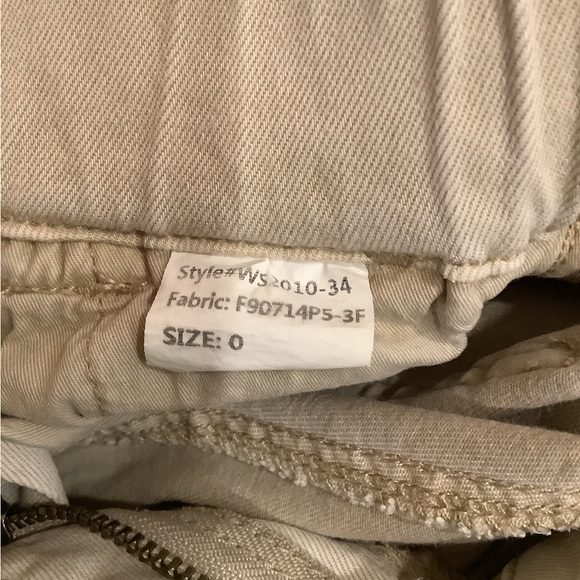 Style#WS2010-34
Fabric: F90714P5-3F
SIZE: 0